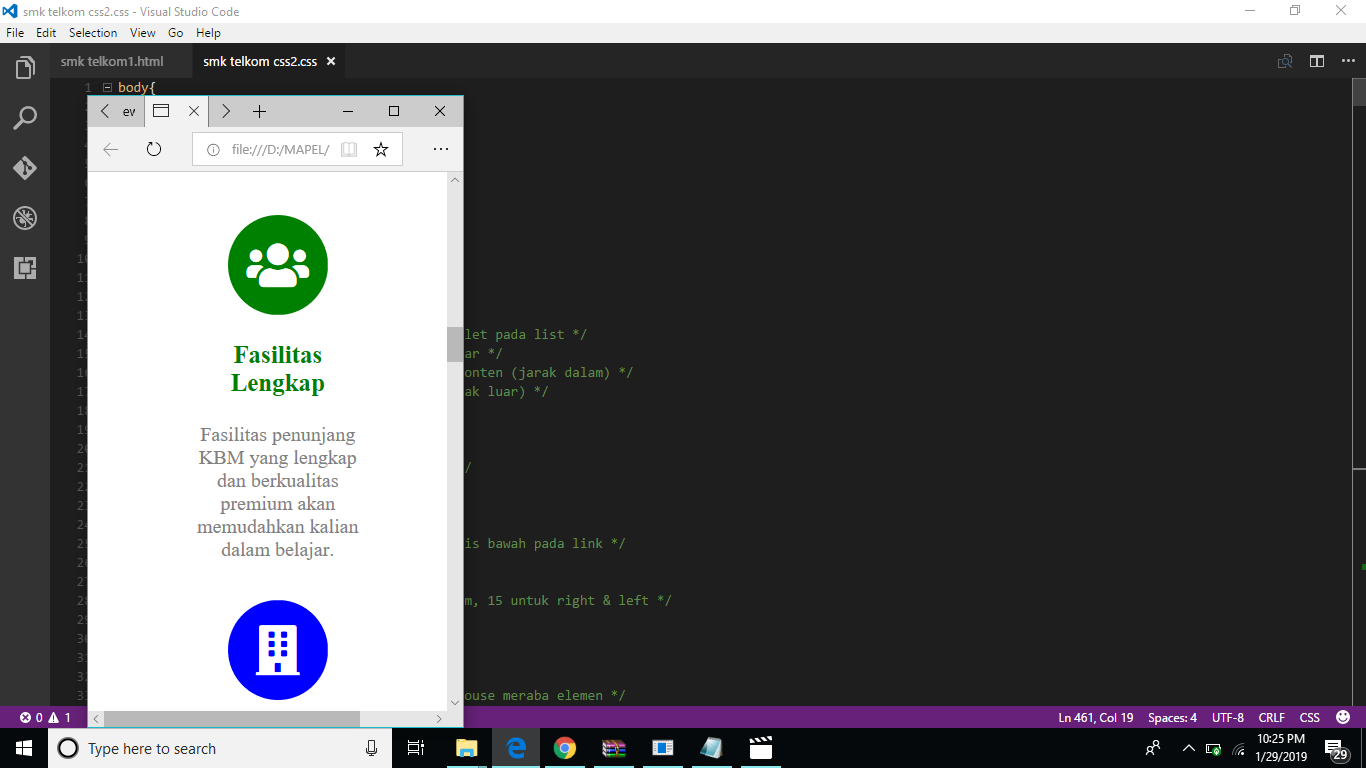 smk telkom css2.css - Visual Studio Code
File Edit Selection View Go Help
smk telkom1.html
smk telkom css2.css
1 body{
ev
file:///D:/MAPEL/
let pada list */
ar */
onten (jarak dalam) */
ak luar) */
/
is bawah pada link */
m, 15 untuk right & left */
ouse meraba elemen */
Fasilitas
Lengkap
Fasilitas penunjang
KBM yang lengkap
dan berkualitas
premium akan
memudahkan kalian
dalam belajar.
0 1
Ln 461, Col 19 Spaces: 4 UTF-8 CRLF CSS
Type here to search
10:25 PM
1/29/2019
29